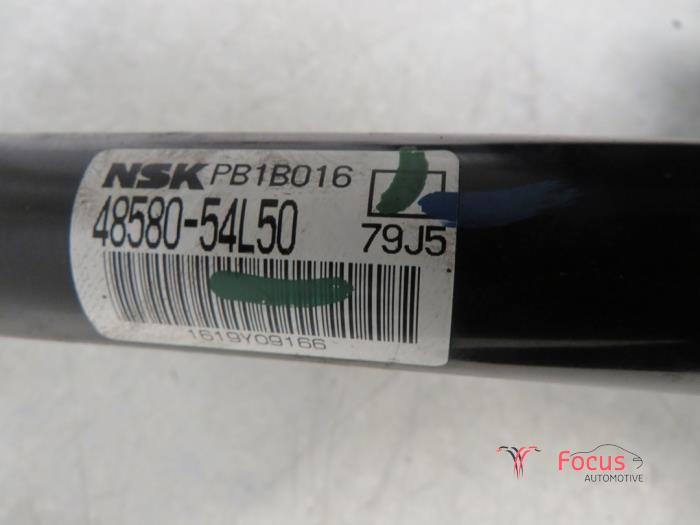 NSK PB1B016
48580-54L50
79J5
1619Y09166
Focus
AUTOMOTIVE